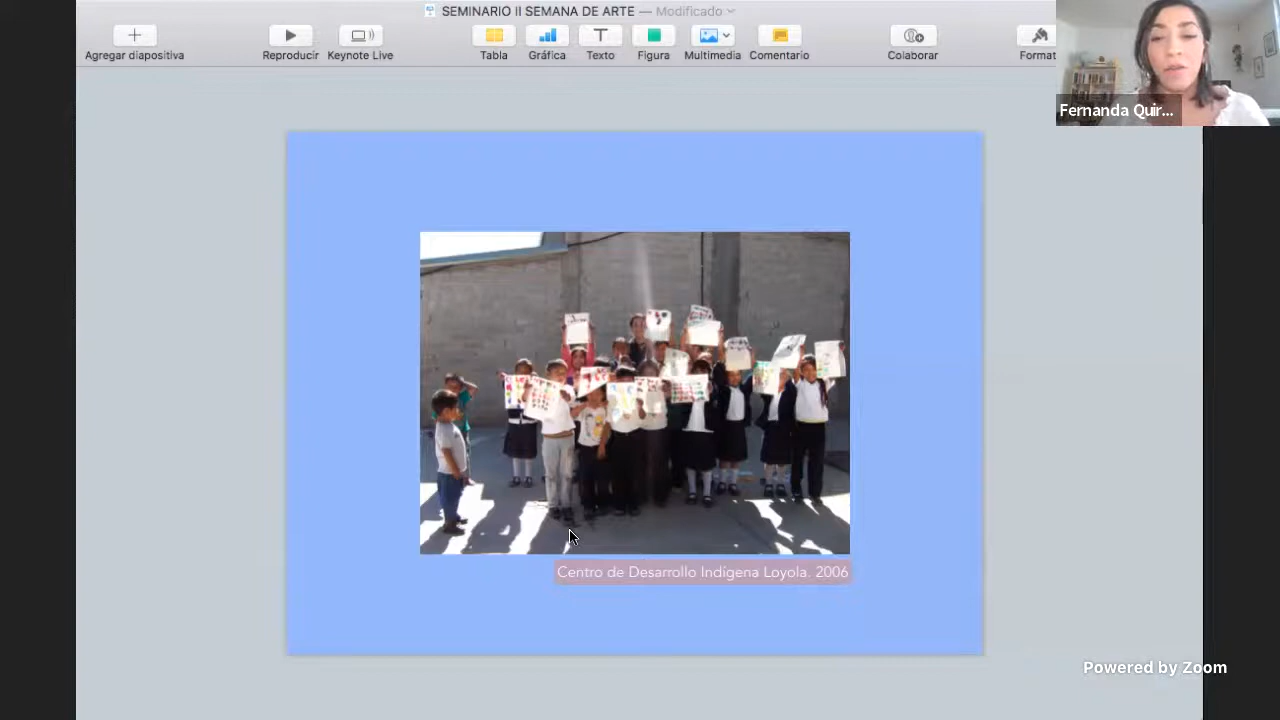 SEMINARIO II SEMANA DE ARTE — Modificado
Agregar diapositiva
Reproducir
Keynote Live
Tabla
Gráfica
Texto
Figura
Multimedia
Comentario
Colaborar
Format
Fernanda Quir...
Centro de Desarrollo Indígena Loyola. 2006
Powered by Zoom